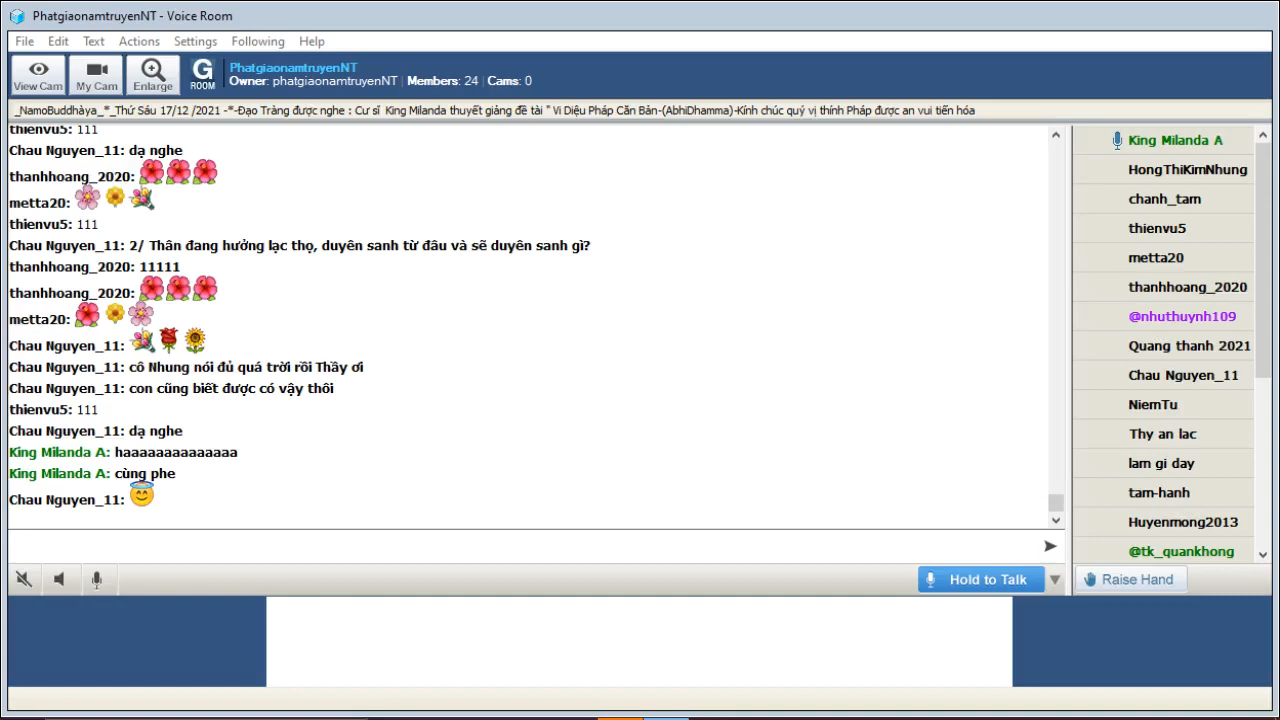 PhatgiaonamtruyenNT - Voice Room
File Edit Text Actions Settings Following Help
View Cam My Cam Enlarge G ROOM
PhatgiaonamtruyenNT
Owner: phatgiaonamtruyenNT | Members: 24 | Cams: 0
_NamoBuddhàya_*_Thứ Sáu 17/12 /2021 -*-Đạo Tràng được nghe : Cư sĩ King Milanda thuyết giảng đề tài " Vi Diệu Pháp Căn Bản-(AbhiDhamma)-Kính chúc quý vị thính Pháp được an vui tiến hóa
thienvu5: 111
Chau Nguyen_11: dạ nghe
thanhhoang_2020:
metta20:
thienvu5: 111
Chau Nguyen_11: 2/ Thân đang hưởng lạc thọ, duyên sanh từ đâu và sẽ duyên sanh gì?
thanhhoang_2020: 11111
thanhhoang_2020:
metta20:
Chau Nguyen_11:
Chau Nguyen_11: cô Nhung nói đủ quá trời rồi Thầy ơi
Chau Nguyen_11: con cũng biết được có vậy thôi
thienvu5: 111
Chau Nguyen_11: dạ nghe
King Milanda A: haaaaaaaaaaaaaa
King Milanda A: cùng phe
Chau Nguyen_11:
King Milanda A
HongThiKimNhung
chanh_tam
thienvu5
metta20
thanhhoang_2020
@nhuthuynh109
Quang thanh 2021
Chau Nguyen_11
NiemTu
Thy an lac
lam gi day
tam-hanh
Huyenmong2013
@tk_quankhong
Hold to Talk
Raise Hand